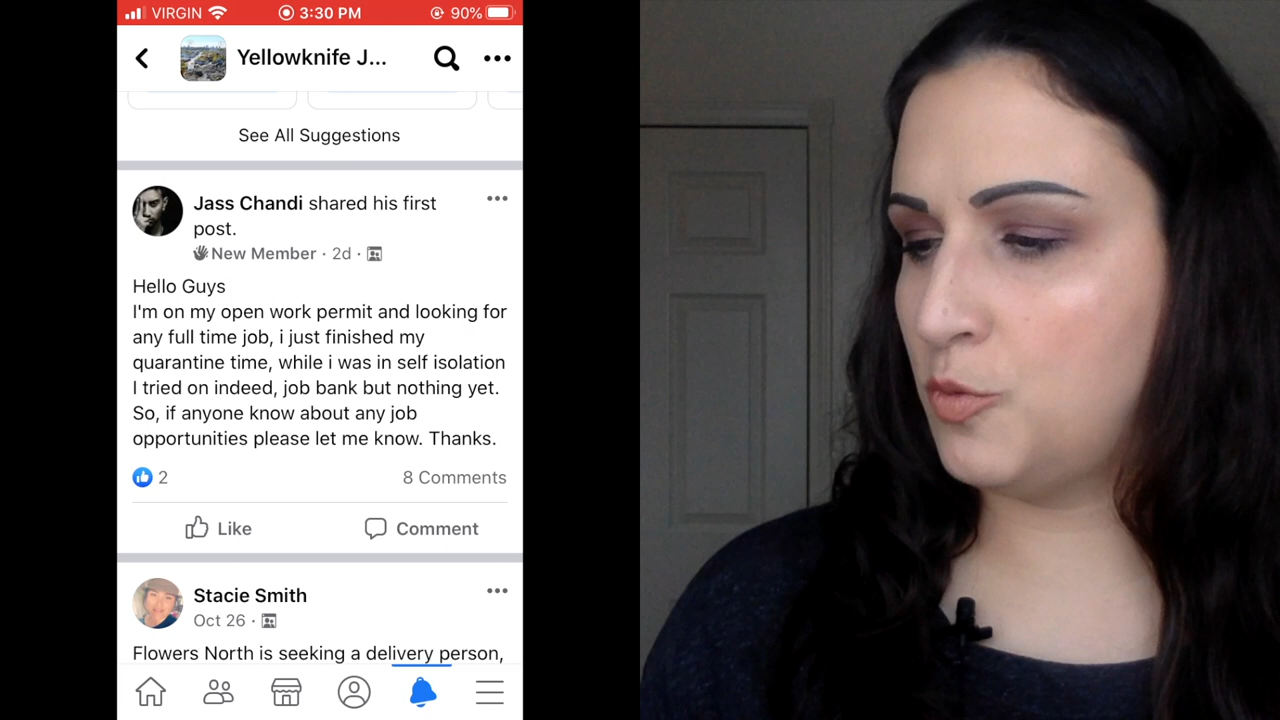 VIRGIN 3:30 PM 90%
Yellowknife J...
See All Suggestions
Jass Chandi shared his first
post.
New Member · 2d ·
Hello Guys
I'm on my open work permit and looking for
any full time job, i just finished my
quarantine time, while i was in self isolation
I tried on indeed, job bank but nothing yet.
So, if anyone know about any job
opportunities please let me know. Thanks.
2 8 Comments
Like Comment
Stacie Smith
Oct 26 ·
Flowers North is seeking a delivery person,